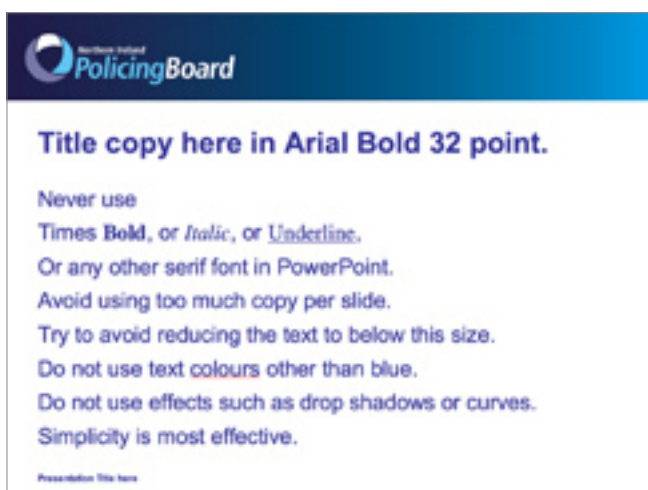 Northern Ireland
PolicingBoard
Title copy here in Arial Bold 32 point.
Never use
Times Bold, or Italic, or Underline.
Or any other serif font in PowerPoint.
Avoid using too much copy per slide.
Try to avoid reducing the text to below this size.
Do not use text colours other than blue.
Do not use effects such as drop shadows or curves.
Simplicity is most effective.
Presentation Title here